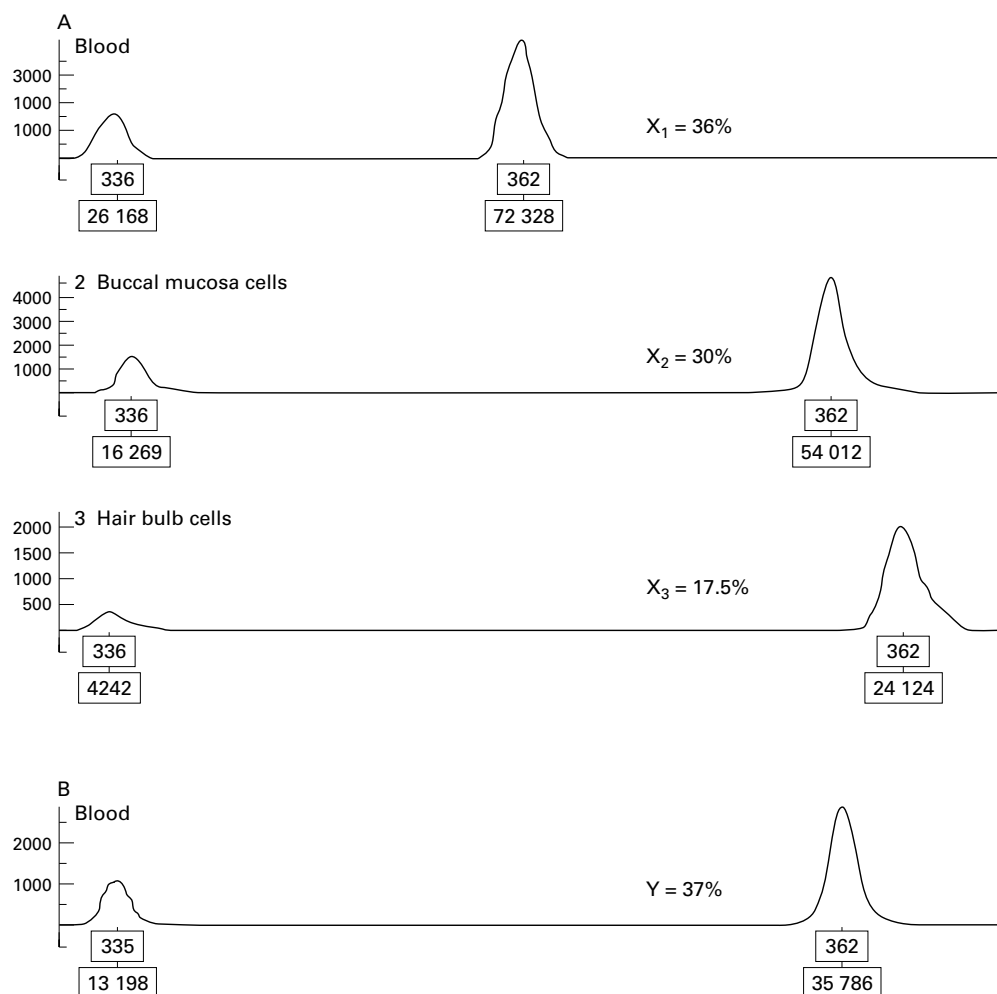 A
Blood
3000
1000
1000
X₁ = 36%
336
362
26 168
72 328
2 Buccal mucosa cells
4000
3000
2000
1000
X₂ = 30%
336
362
16 269
54 012
3 Hair bulb cells
2000
1500
1000
500
X₃ = 17.5%
336
362
4242
24 124
B
Blood
2000
1000
Y = 37%
335
362
13 198
35 786